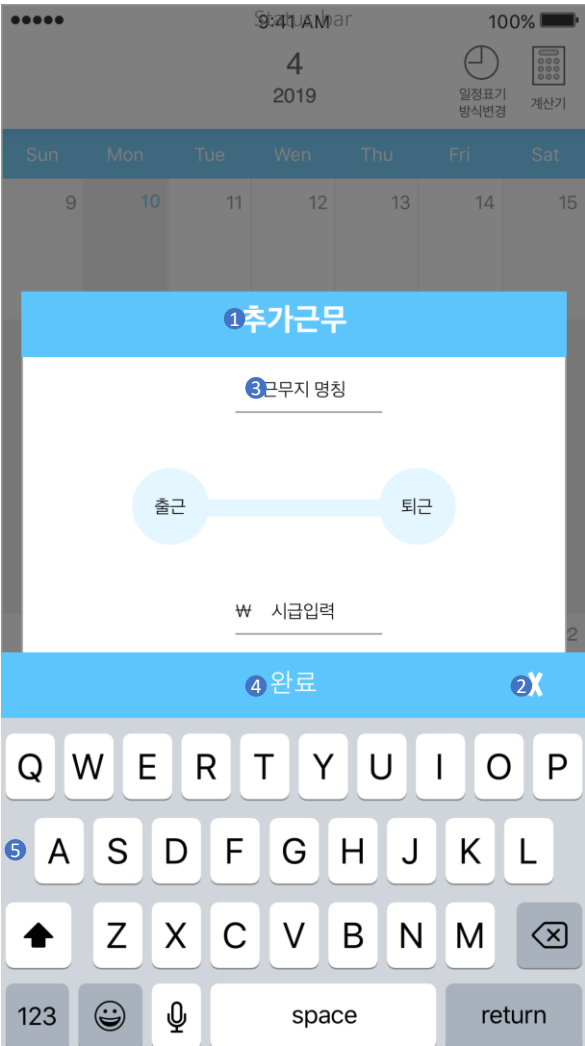 Status bar
9:41 AM
100%
4
2019
일정표기
방식변경
계산기
Sun Mon Tue Wen Thu Fri Sat
9 10 11 12 13 14 15
1 추가근무
3 근무지 명칭
출근 퇴근
₩ 시급입력
2
4 완료 2 X
Q W E R T Y U I O P
5 A S D F G H J K L
Z X C V B N M
123 space return